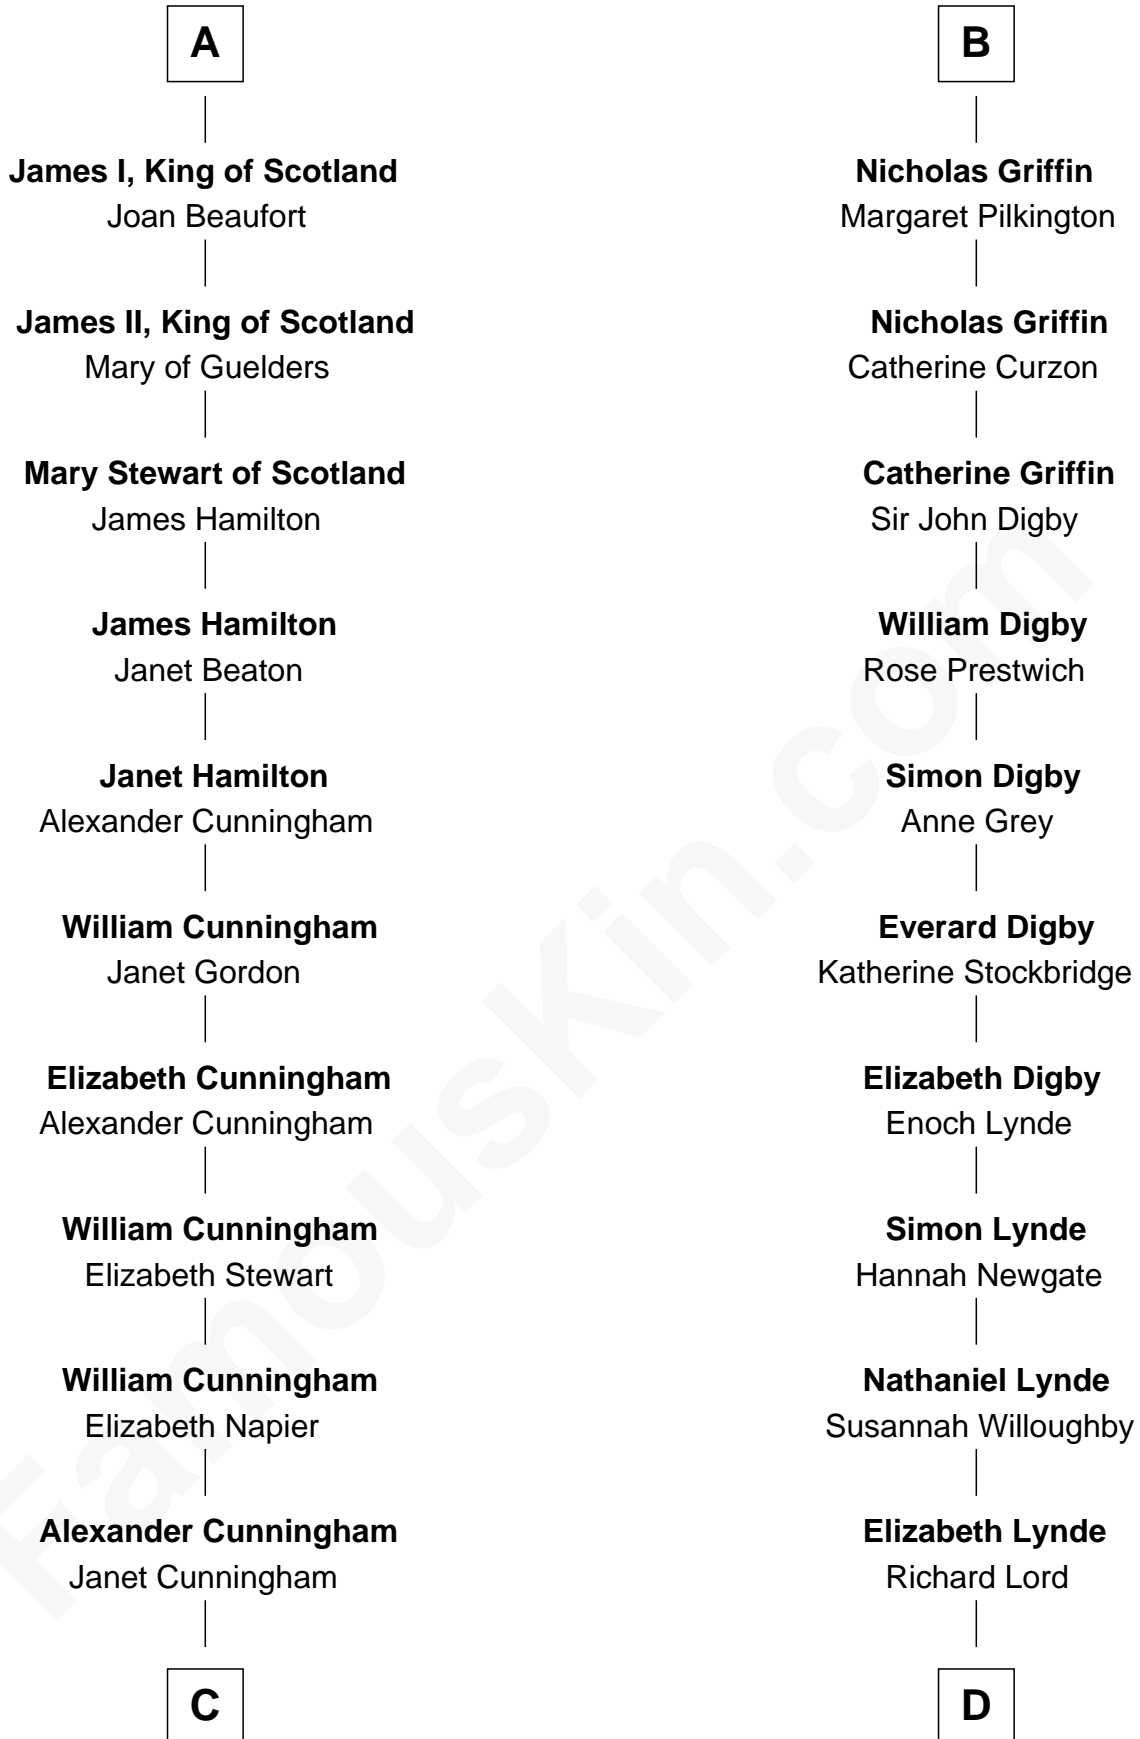 A
James I, King of Scotland
Joan Beaufort
James II, King of Scotland
Mary of Guelders
Mary Stewart of Scotland
James Hamilton
James Hamilton
Janet Beaton
Janet Hamilton
Alexander Cunningham
William Cunningham
Janet Gordon
Elizabeth Cunningham
Alexander Cunningham
William Cunningham
Elizabeth Stewart
William Cunningham
Elizabeth Napier
Alexander Cunningham
Janet Cunningham
C
B
Nicholas Griffin
Margaret Pilkington
Nicholas Griffin
Catherine Curzon
Catherine Griffin
Sir John Digby
William Digby
Rose Prestwich
Simon Digby
Anne Grey
Everard Digby
Katherine Stockbridge
Elizabeth Digby
Enoch Lynde
Simon Lynde
Hannah Newgate
Nathaniel Lynde
Susannah Willoughby
Elizabeth Lynde
Richard Lord
D
FamousKin.com